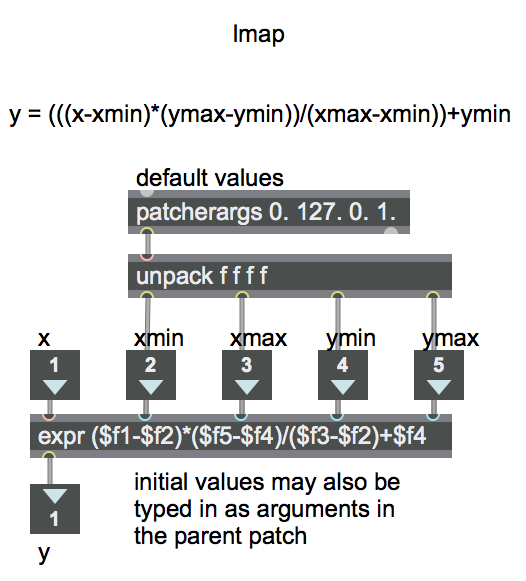 lmap
y = (((x-xmin)*(ymax-ymin))/(xmax-xmin))+ymin
default values
patcherargs 0. 127. 0. 1.
unpack f f f f
x xmin xmax ymin ymax
1 2 3 4 5
expr ($f1-$f2)*($f5-$f4)/($f3-$f2)+$f4
initial values may also be
typed in as arguments in
the parent patch
1
y